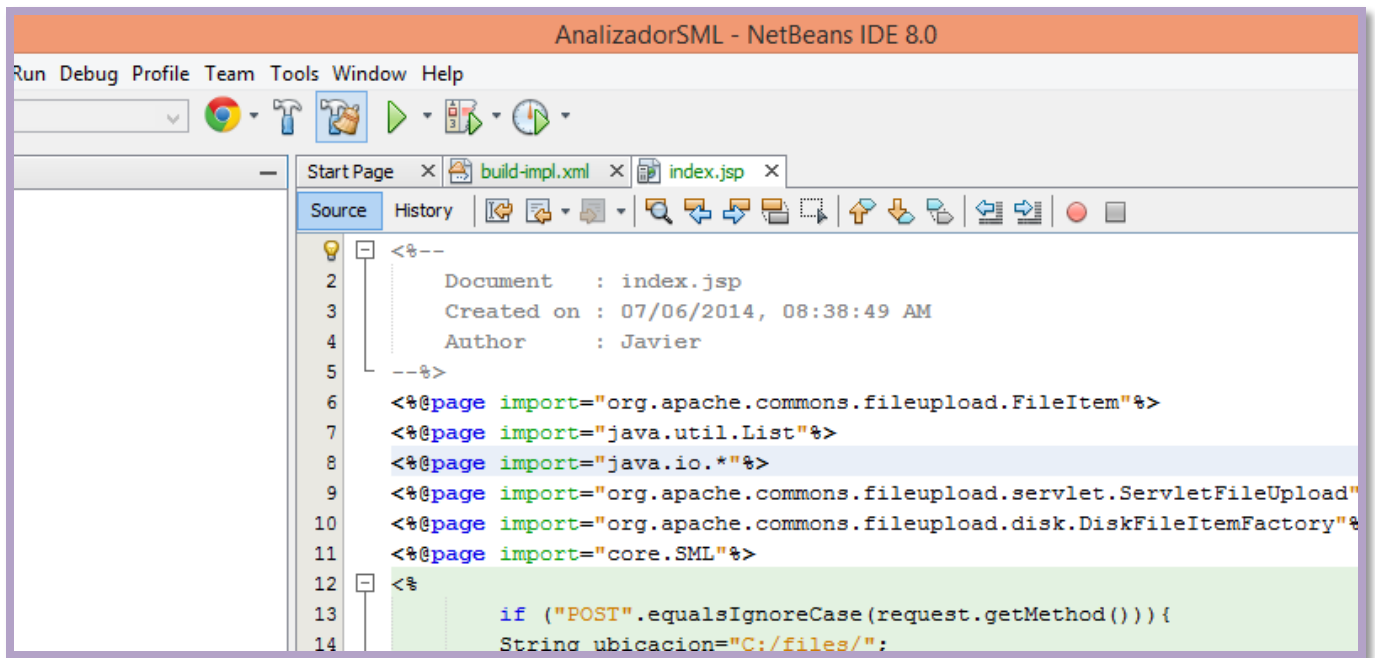 AnalizadorSML - NetBeans IDE 8.0
Run Debug Profile Team Tools Window Help
Start Page build-impl.xml index.jsp
Source History
<%--
2 Document : index.jsp
3 Created on : 07/06/2014, 08:38:49 AM
4 Author : Javier
5 --%>
6 <%@page import="org.apache.commons.fileupload.FileItem"%>
7 <%@page import="java.util.List"%>
8 <%@page import="java.io.*"%>
9 <%@page import="org.apache.commons.fileupload.servlet.ServletFileUpload"
10 <%@page import="org.apache.commons.fileupload.disk.DiskFileItemFactory"%
11 <%@page import="core.SML"%>
12 <%
13 if ("POST".equalsIgnoreCase(request.getMethod())){
14 String ubicacion="C:/files/";